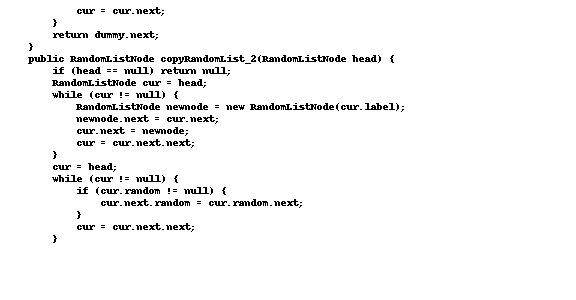 cur = cur.next;
        }
        return dummy.next;
    }
    public RandomListNode copyRandomList_2(RandomListNode head) {
        if (head == null) return null;
        RandomListNode cur = head;
        while (cur != null) {
            RandomListNode newnode = new RandomListNode(cur.label);
            newnode.next = cur.next;
            cur.next = newnode;
            cur = cur.next.next;
        }
        cur = head;
        while (cur != null) {
            if (cur.random != null) {
                cur.next.random = cur.random.next;
            }
            cur = cur.next.next;
        }